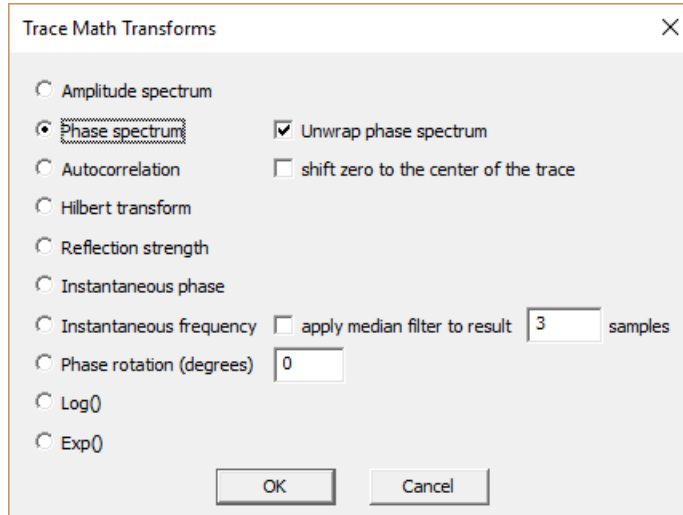 Trace Math Transforms
Amplitude spectrum
Phase spectrum Unwrap phase spectrum
Autocorrelation shift zero to the center of the trace
Hilbert transform
Reflection strength
Instantaneous phase
Instantaneous frequency apply median filter to result 3 samples
Phase rotation (degrees) 0
Log()
Exp()
OK Cancel